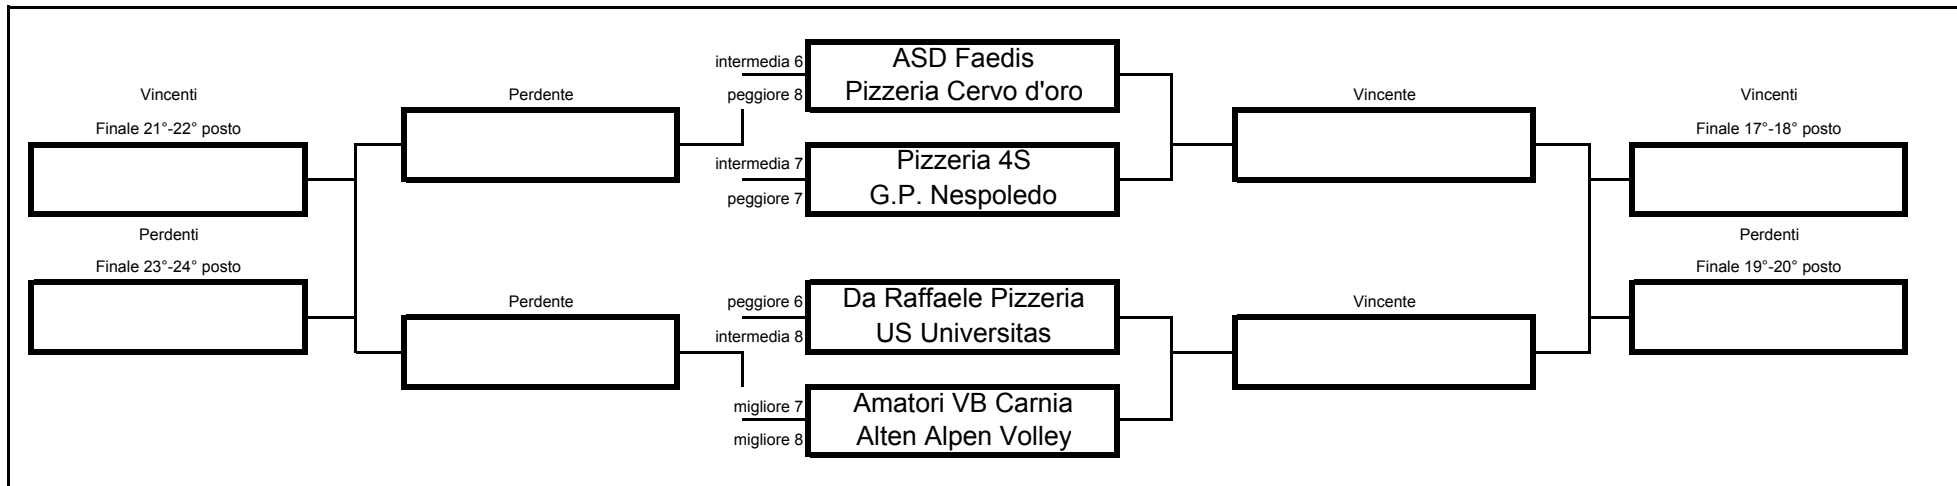 intermedia 6
ASD Faedis
peggiore 8
Pizzeria Cervo d'oro
Vincenti
Perdente
Vincente
Vincenti
Finale 21°-22° posto
Finale 17°-18° posto
intermedia 7
Pizzeria 4S
peggiore 7
G.P. Nespoledo
Perdenti
Perdenti
Finale 23°-24° posto
Finale 19°-20° posto
Perdente
peggiore 6
Da Raffaele Pizzeria
Vincente
intermedia 8
US Universitas
migliore 7
Amatori VB Carnia
migliore 8
Alten Alpen Volley